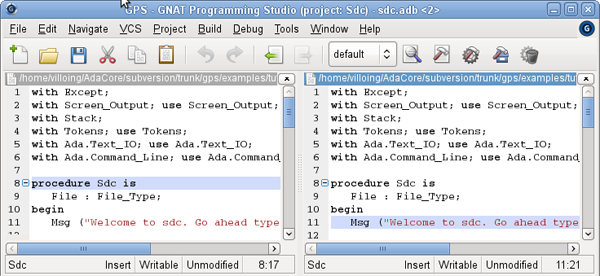 GPS - GNAT Programming Studio (project: Sdc) - sdc.adb <2>
File Edit Navigate VCS Project Build Debug Tools Window Help
default
/home/villoing/AdaCore/subversion/trunk/gps/examples/tu
1 with Except;
2 with Screen_Output; use Screen_Output;
3 with Stack;
4 with Tokens; use Tokens;
5 with Ada.Text_IO; use Ada.Text_IO;
6 with Ada.Command_Line; use Ada.Command_
7
8 procedure Sdc is
9 File : File_Type;
10 begin
11 Msg ("Welcome to sdc. Go ahead type
12
Sdc Insert Writable Unmodified 8:17
/home/villoing/AdaCore/subversion/trunk/gps/examples/tut
1 with Except;
2 with Screen_Output; use Screen_Output;
3 with Stack;
4 with Tokens; use Tokens;
5 with Ada.Text_IO; use Ada.Text_IO;
6 with Ada.Command_Line; use Ada.Command
7
8 procedure Sdc is
9 File : File_Type;
10 begin
11 Msg ("Welcome to sdc. Go ahead type
12
Sdc Insert Writable Unmodified 11:21